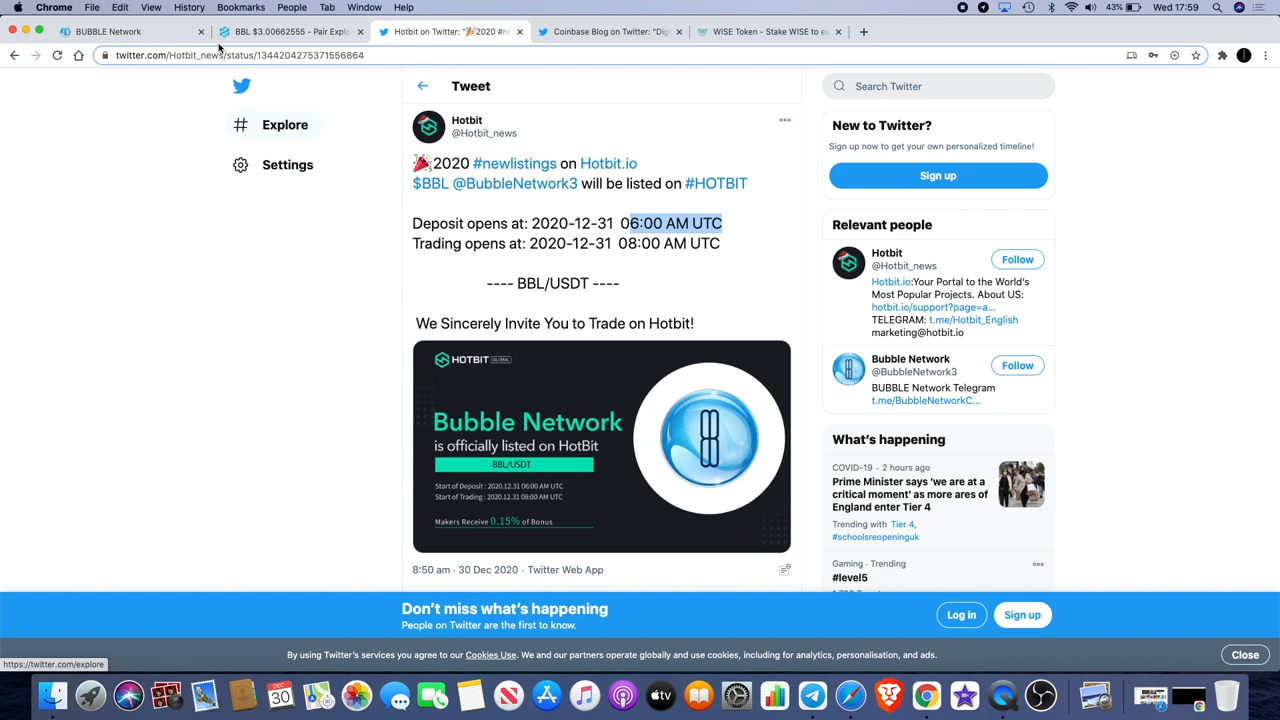 Chrome File Edit View History Bookmarks People Tab Window Help 43% Wed 17:59
BUBBLE Network
BBL $3.00662555 - Pair Explo
Hotbit on Twitter: "🎉2020 #ne
Coinbase Blog on Twitter: "Dig
WISE Token - Stake WISE to ea
twitter.com/Hotbit_news/status/1344204275371556864
Explore
Settings
Tweet
Hotbit
@Hotbit_news
🎉2020 #newlistings on Hotbit.io
$BBL @BubbleNetwork3 will be listed on #HOTBIT
Deposit opens at: 2020-12-31 06:00 AM UTC
Trading opens at: 2020-12-31 08:00 AM UTC
---- BBL/USDT ----
We Sincerely Invite You to Trade on Hotbit!
HOTBIT GLOBAL
Bubble Network
is officially listed on HotBit
BBL/USDT
Start of Deposit : 2020.12.31 06:00 AM UTC
Start of Trading : 2020.12.31 08:00 AM UTC
Makers Receive 0.15% of Bonus
8:50 am · 30 Dec 2020 · Twitter Web App
Search Twitter
New to Twitter?
Sign up now to get your own personalized timeline!
Sign up
Relevant people
Hotbit
@Hotbit_news
Follow
Hotbit.io:Your Portal to the World's
Most Popular Projects. About US:
hotbit.io/support?page=a...
TELEGRAM: t.me/Hotbit_English
marketing@hotbit.io
Bubble Network
@BubbleNetwork3
Follow
BUBBLE Network Telegram
t.me/BubbleNetworkC...
What's happening
COVID-19 · 2 hours ago
Prime Minister says 'we are at a
critical moment' as more ares of
England enter Tier 4
Trending with Tier 4,
#schoolsreopeninguk
Gaming · Trending
#level5
Don't miss what's happening
People on Twitter are the first to know.
Log in
Sign up
By using Twitter's services you agree to our Cookies Use. We and our partners operate globally and use cookies, including for analytics, personalisation, and ads.
Close
https://twitter.com/explore
DEC
30
tv